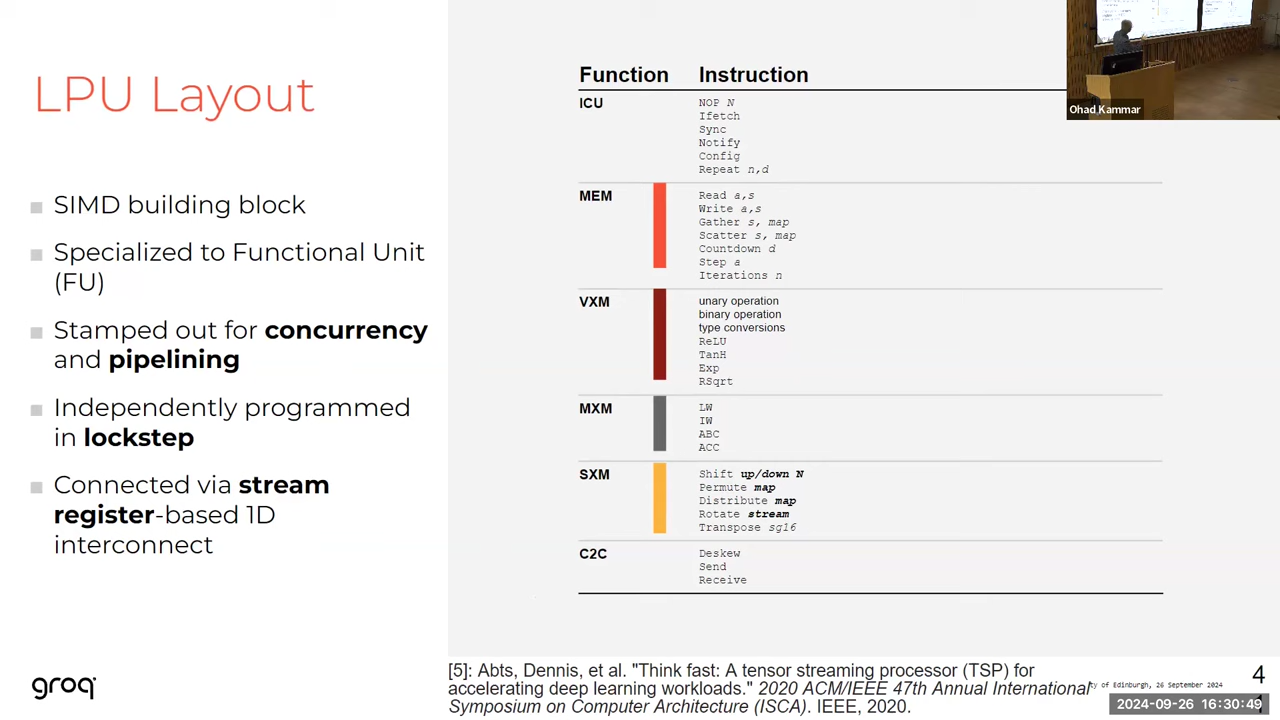 LPU Layout
SIMD building block
Specialized to Functional Unit
(FU)
Stamped out for concurrency
and pipelining
Independently programmed
in lockstep
Connected via stream
register-based 1D
interconnect
groq
Function Instruction
ICU
NOP N
Ifetch
Sync
Notify
Config
Repeat n,d
MEM
Read a,s
Write a,s
Gather s, map
Scatter s, map
Countdown d
Step a
Iterations n
VXM
unary operation
binary operation
type conversions
ReLU
TanH
Exp
RSqrt
MXM
LW
IW
ABC
ACC
SXM
Shift up/down N
Permute map
Distribute map
Rotate stream
Transpose sg16
C2C
Deskew
Send
Receive
[5]: Abts, Dennis, et al. "Think fast: A tensor streaming processor (TSP) for
accelerating deep learning workloads." 2020 ACM/IEEE 47th Annual International
Symposium on Computer Architecture (ISCA). IEEE, 2020.
Ohad Kammar
4
of Edinburgh, 26 September 2024
2024-09-26 16:30:49